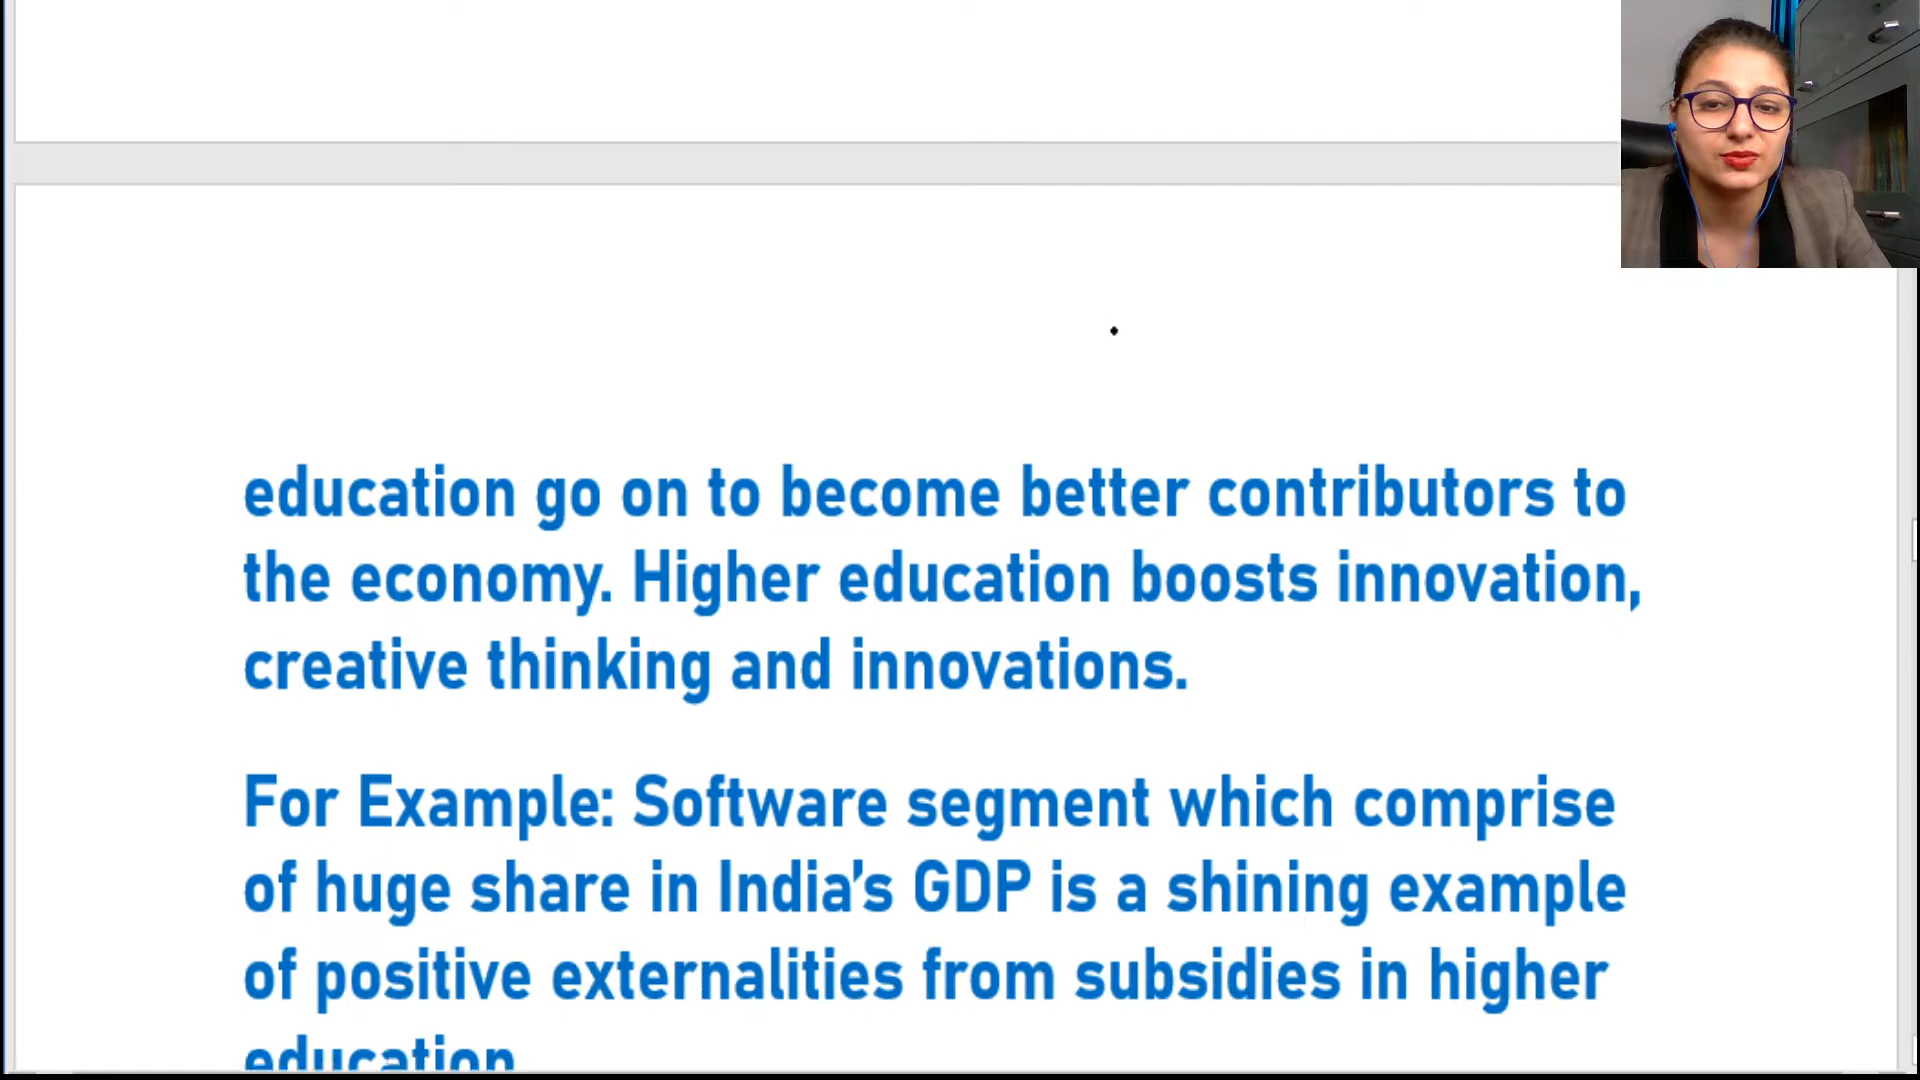 education go on to become better contributors to
the economy. Higher education boosts innovation,
creative thinking and innovations.
For Example: Software segment which comprise
of huge share in India's GDP is a shining example
of positive externalities from subsidies in higher
education